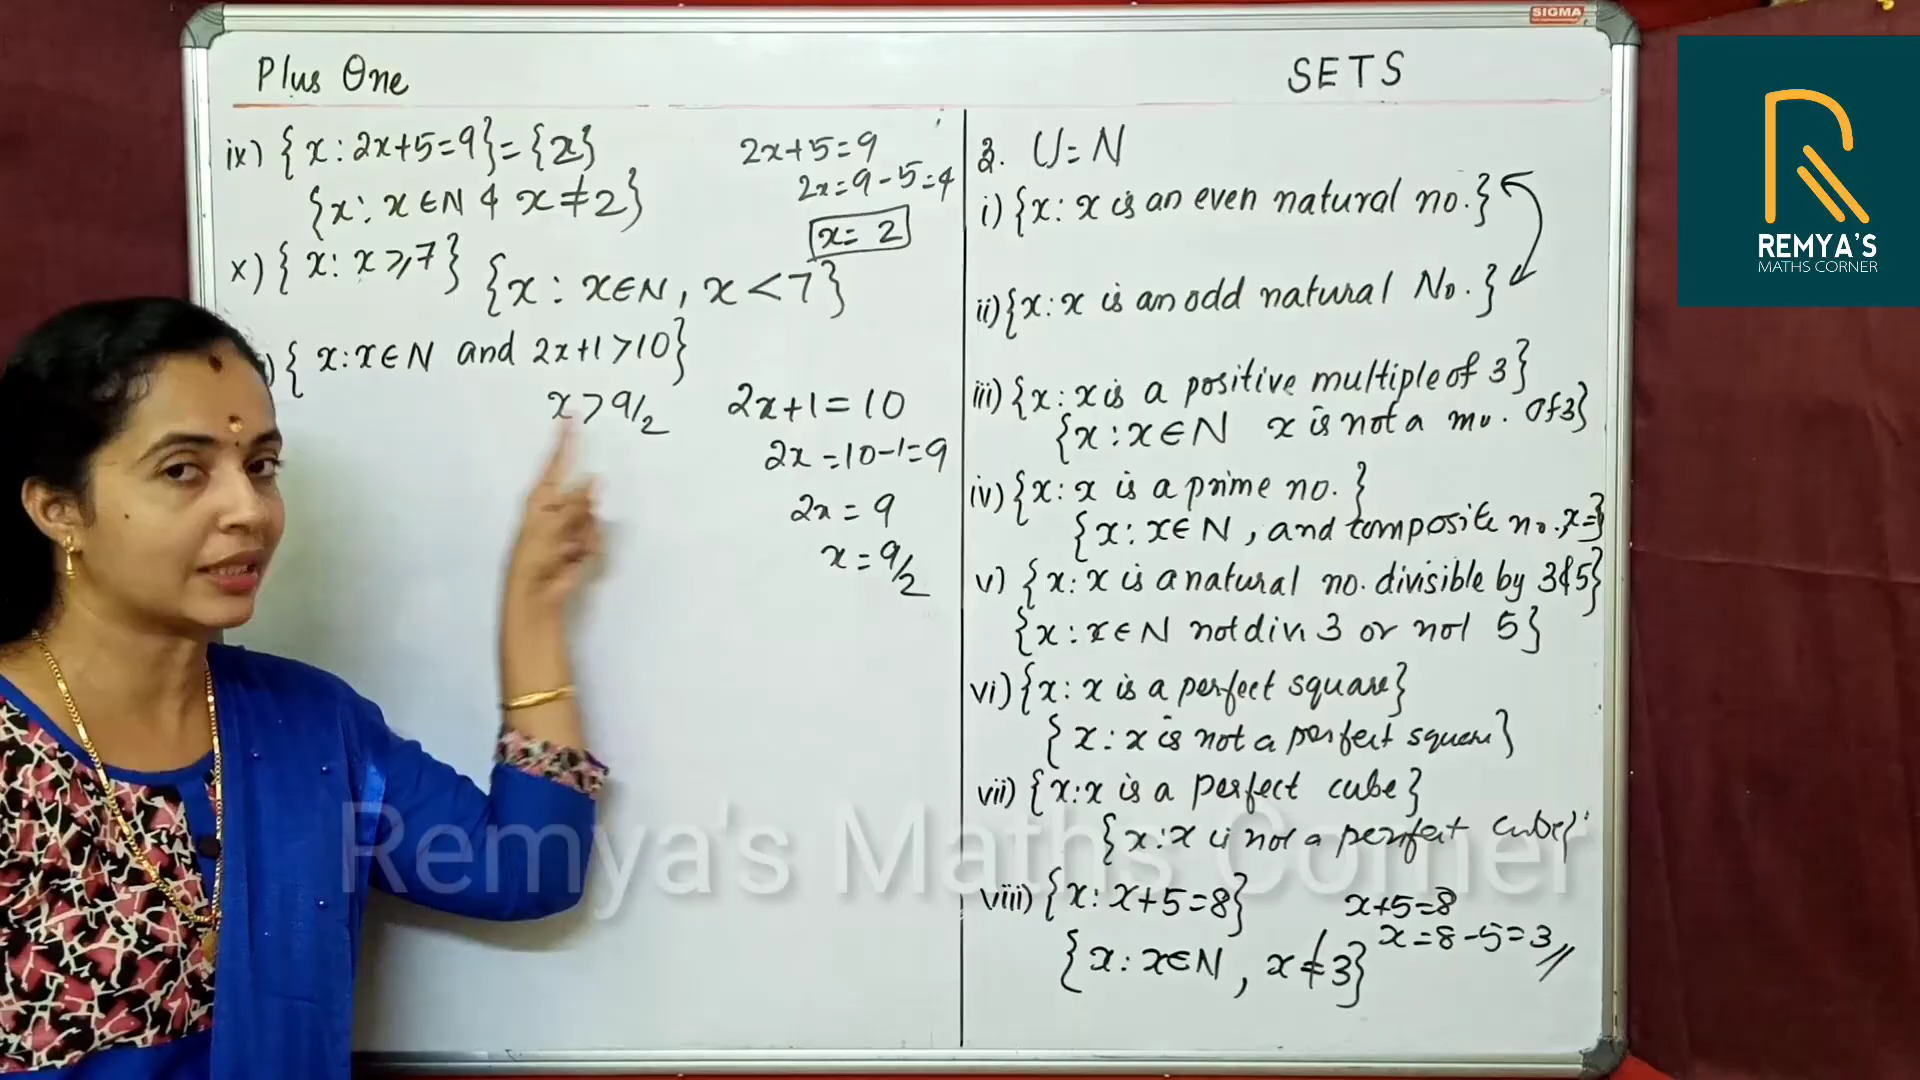 SIGMA
Plus One
SETS
ix) { x : 2x+5=9} = {2}
{x : x ∈ N & x ≠ 2}
x) { x : x ⩾ 7 } {x : x∈N , x < 7}
) { x : x ∈ N and 2x+1 > 10}
x > 9/2
2x+5 = 9
2x = 9-5 = 4
x = 2
2x+1 = 10
2x = 10-1 = 9
2x = 9
x = 9/2
2. U = N
i) {x : x is an even natural no.}
ii) {x : x is an odd natural No.}
iii) {x : x is a positive multiple of 3}
{x : x ∈ N x is not a mu. of 3}
iv) {x : x is a prime no. }
{x : x ∈ N , and composite no., x=}
v) {x : x is a natural no. divisible by 3 & 5}
{x : x ∈ N not div. 3 or not 5}
vi) {x : x is a perfect square}
{ x : x is not a perfect square}
vii) {x : x is a perfect cube}
{x : x is not a perfect cube}
viii) {x : x+5=8}
x+5=8
x=8-5=3//
{x : x∈N , x ≠ 3}
REMYA'S
MATHS CORNER
Remya's Maths Corner